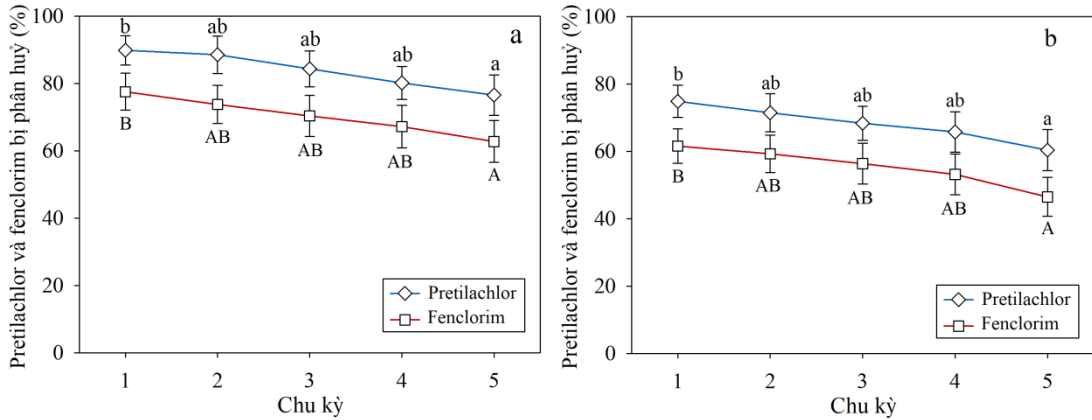 Pretilachlor và fenclorim bị phân huỷ (%)
100
80
60
40
20
0
a
b
ab
ab
ab
a
B
AB
AB
AB
A
Pretilachlor
Fenclorim
1 2 3 4 5
Chu kỳ
Pretilachlor và fenclorim bị phân huỷ (%)
100
80
60
40
20
0
b
b
ab
ab
ab
a
B
AB
AB
AB
A
Pretilachlor
Fenclorim
1 2 3 4 5
Chu kỳ